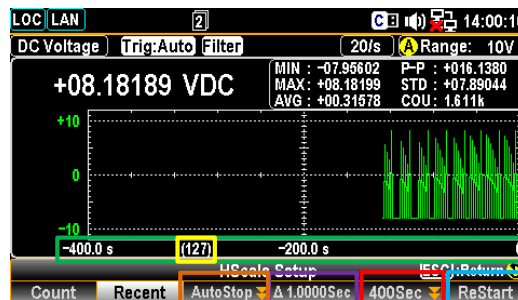 LOC LAN 2 C 14:00:10
DC Voltage Trig:Auto Filter 20/s A Range: 10V
+08.18189 VDC
MIN : -07.95602 P-P : +016.1380
MAX: +08.18199 STD : +07.89044
AVG : +00.31578 COU: 1.611k
+10
0
-10
-400.0 s (127) -200.0 s
HScale Setup [ESC]:Return
Count Recent AutoStop Δ 1.0000Sec 400Sec ReStart